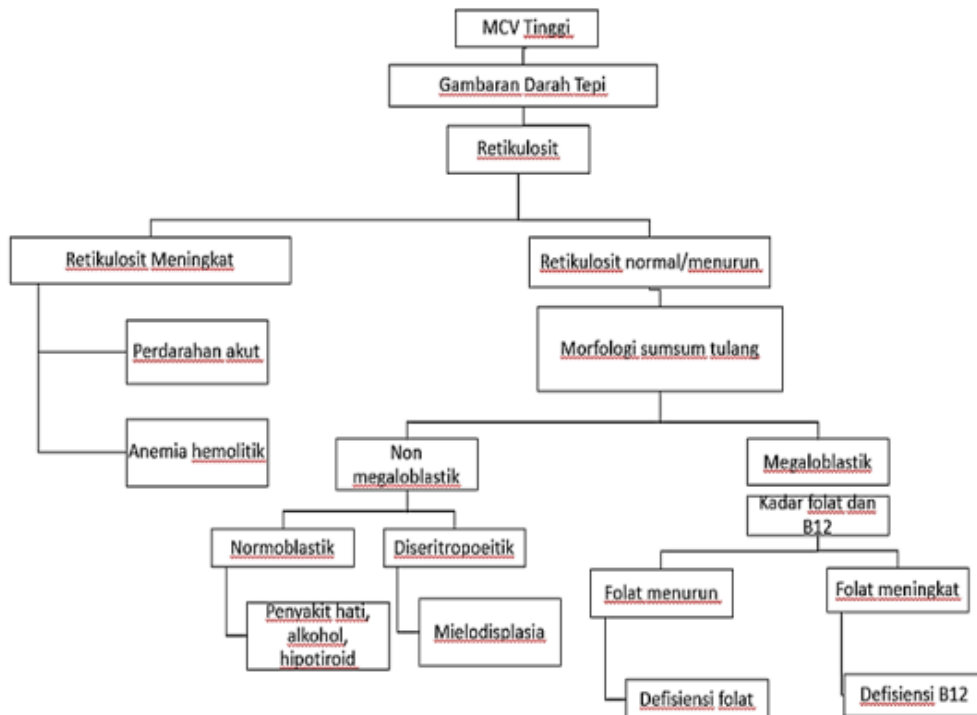 MCV Tinggi
Gambaran Darah Tepi
Retikulosit
Retikulosit Meningkat
Retikulosit normal/menurun
Perdarahan akut
Morfologi sumsum tulang
Anemia hemolitik
Non
megaloblastik
Megaloblastik
Kadar folat dan
B12
Normoblastik
Diseritropoeitik
Folat menurun
Folat meningkat
Penyakit hati,
alkohol,
hipotiroid
Mielodisplasia
Defisiensi folat
Defisiensi B12